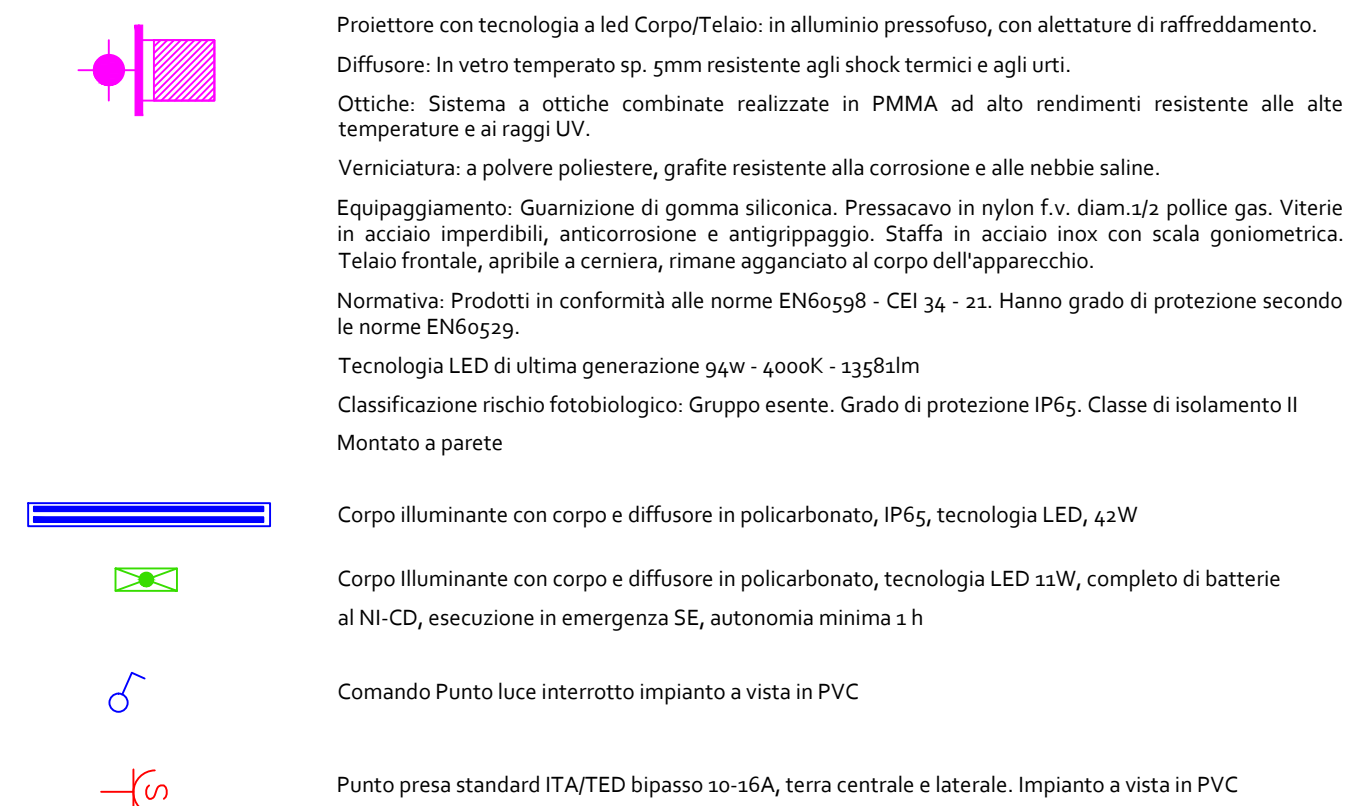 Proiettore con tecnologia a led Corpo/Telaio: in alluminio pressofuso, con alettature di raffreddamento.
Diffusore: In vetro temperato sp. 5mm resistente agli shock termici e agli urti.
Ottiche: Sistema a ottiche combinate realizzate in PMMA ad alto rendimenti resistente alle alte
temperature e ai raggi UV.
Verniciatura: a polvere poliestere, grafite resistente alla corrosione e alle nebbie saline.
Equipaggiamento: Guarnizione di gomma siliconica. Pressacavo in nylon f.v. diam.1/2 pollice gas. Viterie
in acciaio imperdibili, anticorrosione e antigrippaggio. Staffa in acciaio inox con scala goniometrica.
Telaio frontale, apribile a cerniera, rimane agganciato al corpo dell'apparecchio.
Normativa: Prodotti in conformità alle norme EN60598 - CEI 34 - 21. Hanno grado di protezione secondo
le norme EN60529.
Tecnologia LED di ultima generazione 94w - 4000K - 13581lm
Classificazione rischio fotobiologico: Gruppo esente. Grado di protezione IP65. Classe di isolamento II
Montato a parete
Corpo illuminante con corpo e diffusore in policarbonato, IP65, tecnologia LED, 42W
Corpo Illuminante con corpo e diffusore in policarbonato, tecnologia LED 11W, completo di batterie
al NI-CD, esecuzione in emergenza SE, autonomia minima 1 h
Comando Punto luce interrotto impianto a vista in PVC
S
Punto presa standard ITA/TED bipasso 10-16A, terra centrale e laterale. Impianto a vista in PVC